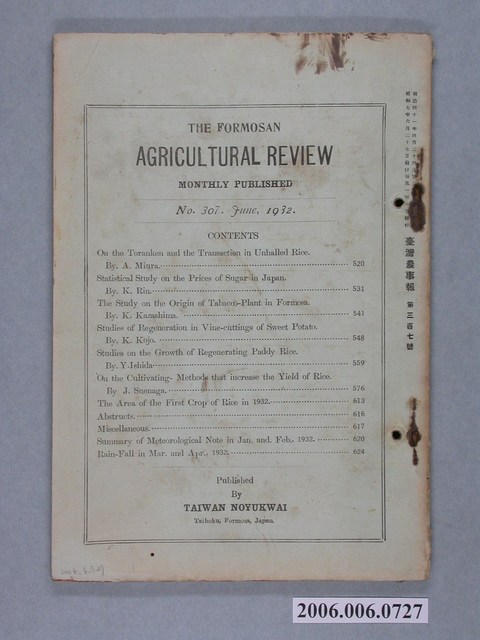 THE FORMOSAN
AGRICULTURAL REVIEW
MONTHLY PUBLISHED
No. 307. June, 1932.
CONTENTS
On the Toranken and the Transaction in Unhulled Rice.
By. A. Miura. 520
Statistical Study on the Prices of Sugar in Japan.
By. K. Rin. 531
The Study on the Origin of Tabacco-Plant in Formosa.
By. K. Kawashima. 541
Studies of Regeneration in Vine-cuttings of Sweet Potato.
By. K. Kojo. 548
Studies on the Growth of Regenerating Paddy Rice.
By. Y. Ishida 559
On the Cultivating- Methods that increase the Yield of Rice.
By J. Suenaga. 576
The Area of the First Crop of Rice in 1932. 613
Abstructs. 616
Miscellaneous. 617
Summary of Meteorological Note in Jan. and. Feb. 1932. 620
Rain-Fall in Mar. and Apr. 1932. 624
Published
By
TAIWAN NOYUKWAI
Taihoku, Formosa, Japan.
臺灣農事報 第三百七號
2006.006.0727